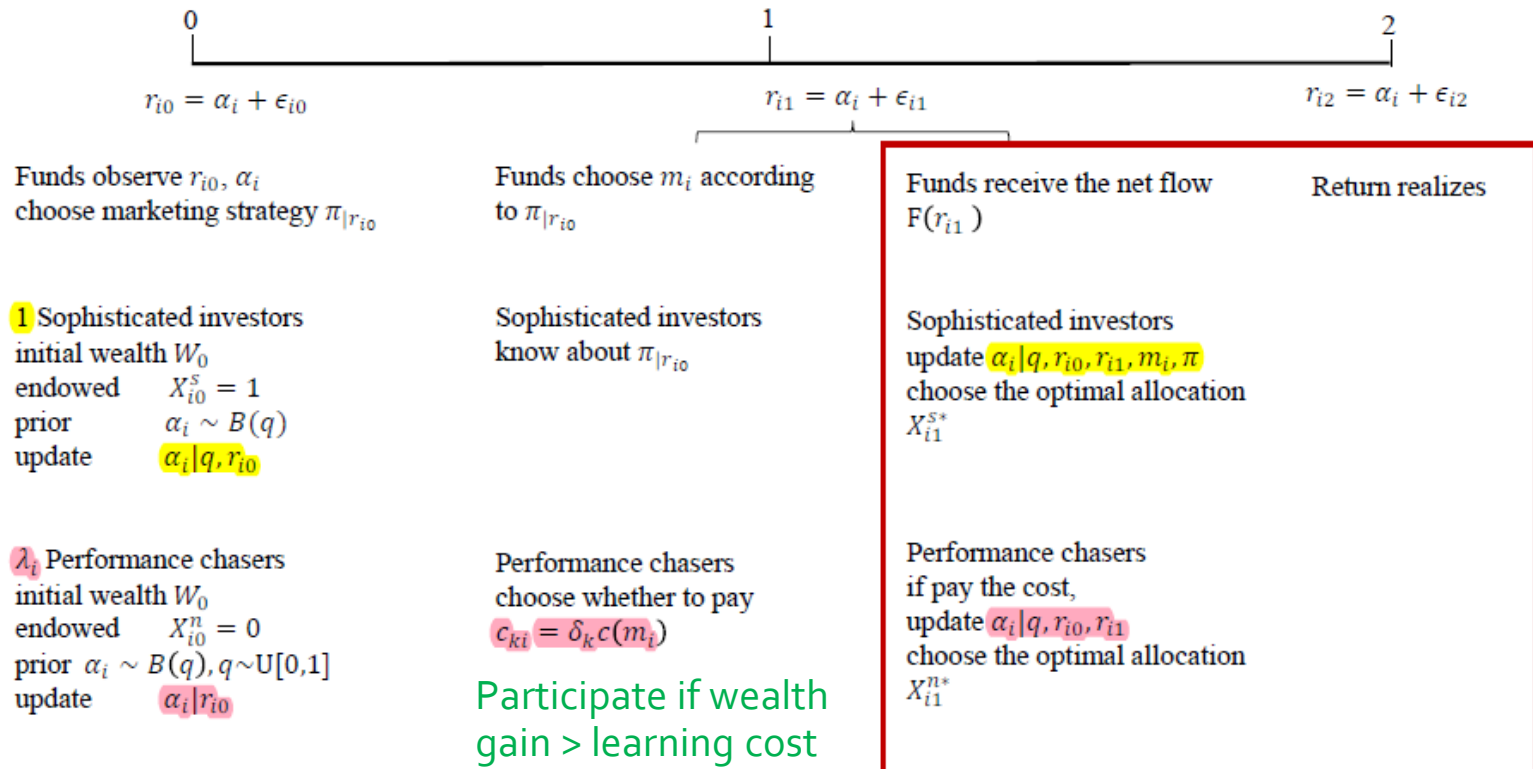 0
1
2
r_{i0} = α_i + ϵ_{i0}
r_{i1} = α_i + ϵ_{i1}
r_{i2} = α_i + ϵ_{i2}
Funds observe r_{i0}, α_i
choose marketing strategy π_{|r_{i0}}
Funds choose m_i according
to π_{|r_{i0}}
Funds receive the net flow
F(r_{i1} )
Return realizes
1 Sophisticated investors
initial wealth W_0
endowed X_{i0}^s = 1
prior α_i ~ B(q)
update α_i|q, r_{i0}
Sophisticated investors
know about π_{|r_{i0}}
Sophisticated investors
update α_i|q, r_{i0}, r_{i1}, m_i, π
choose the optimal allocation
X_{i1}^{s*}
λ_i Performance chasers
initial wealth W_0
endowed X_{i0}^n = 0
prior α_i ~ B(q), q~U[0,1]
update α_i|r_{i0}
Performance chasers
choose whether to pay
c_{ki} = δ_k c(m_i)
Participate if wealth
gain > learning cost
Performance chasers
if pay the cost,
update α_i|q, r_{i0}, r_{i1}
choose the optimal allocation
X_{i1}^{n*}